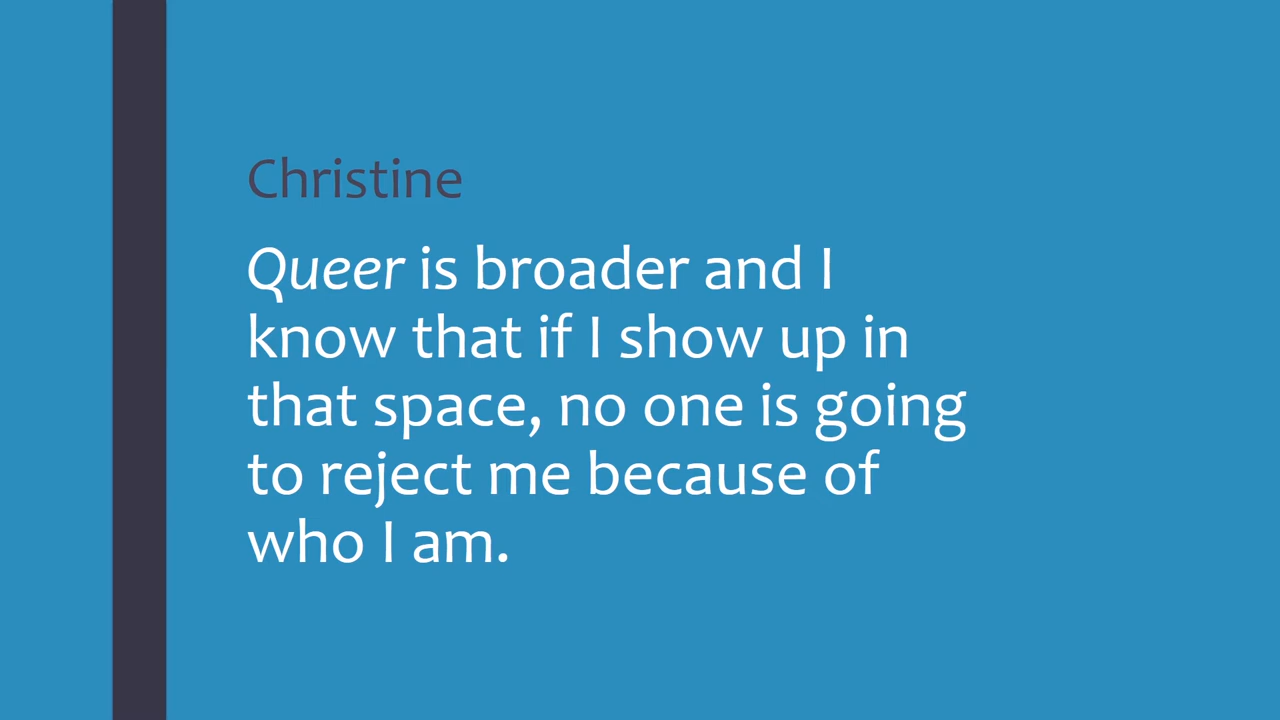 Christine
Queer is broader and I
know that if I show up in
that space, no one is going
to reject me because of
who I am.